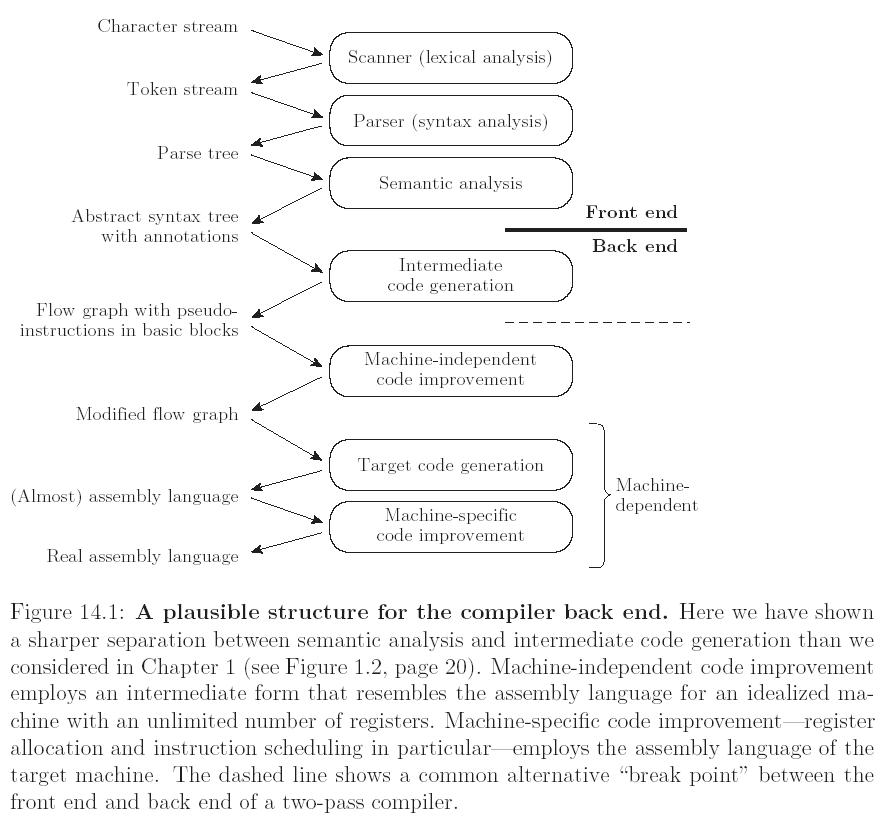 Character stream
Scanner (lexical analysis)
Token stream
Parser (syntax analysis)
Parse tree
Semantic analysis
Abstract syntax tree
with annotations
Front end
Back end
Intermediate
code generation
Flow graph with pseudo-
instructions in basic blocks
Machine-independent
code improvement
Modified flow graph
Target code generation
(Almost) assembly language
Machine-specific
code improvement
Machine-
dependent
Real assembly language
Figure 14.1: A plausible structure for the compiler back end. Here we have shown
a sharper separation between semantic analysis and intermediate code generation than we
considered in Chapter 1 (see Figure 1.2, page 20). Machine-independent code improvement
employs an intermediate form that resembles the assembly language for an idealized ma-
chine with an unlimited number of registers. Machine-specific code improvement—register
allocation and instruction scheduling in particular—employs the assembly language of the
target machine. The dashed line shows a common alternative “break point” between the
front end and back end of a two-pass compiler.